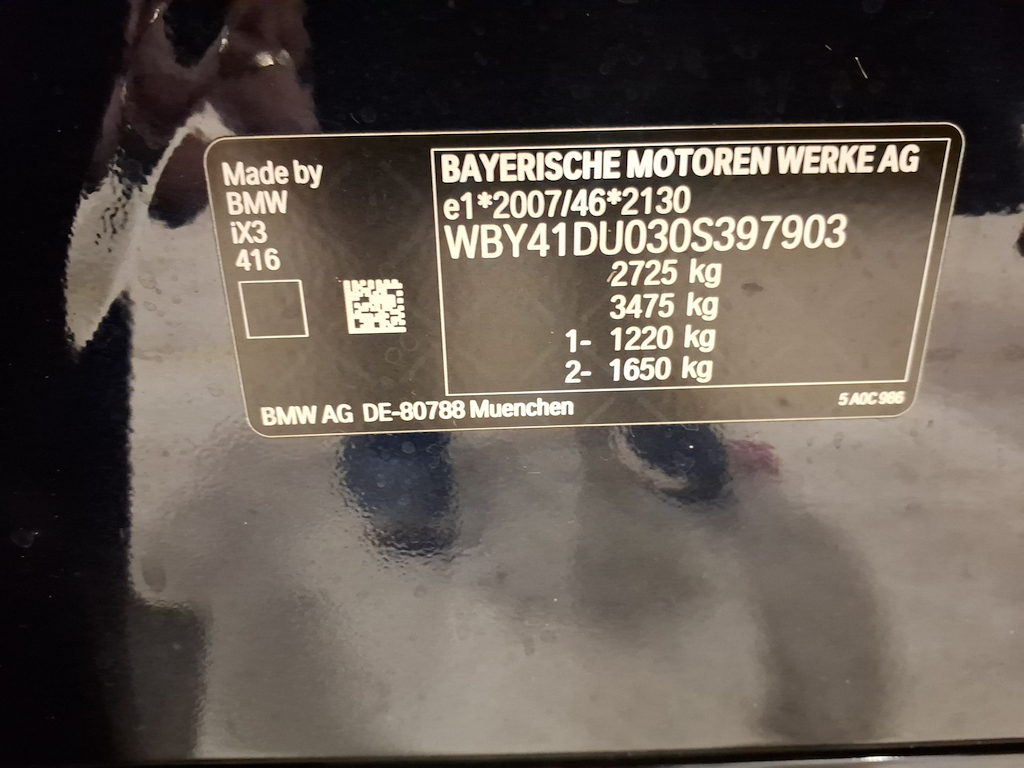 Made by
BMW
iX3
416
BAYERISCHE MOTOREN WERKE AG
e1*2007/46*2130
WBY41DU030S397903
2725 kg
3475 kg
1- 1220 kg
2- 1650 kg
BMW AG DE-80788 Muenchen
5 A0C 986